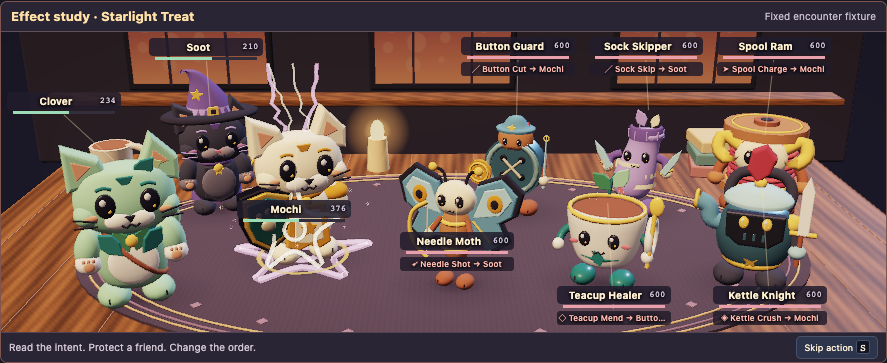 Effect study · Starlight Treat
Fixed encounter fixture
Soot 210
Button Guard 600
Button Cut → Mochi
Sock Skipper 600
Sock Skip → Soot
Spool Ram 600
Spool Charge → Mochi
Clover 234
Mochi 376
Needle Moth 600
Needle Shot → Soot
Teacup Healer 600
Teacup Mend → Butto...
Kettle Knight 600
Kettle Crush → Mochi
Read the intent. Protect a friend. Change the order.
Skip action S